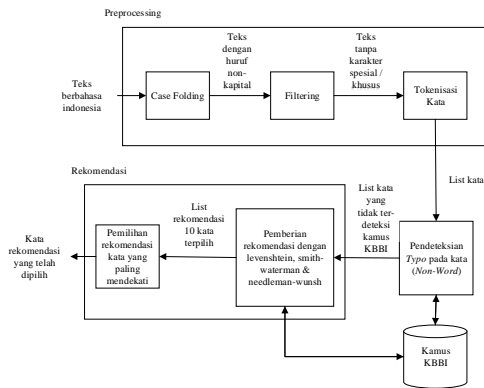 Preprocessing
Teks
berbahasa
indonesia
Case Folding
Teks
dengan
huruf
non-
kapital
Filtering
Teks
tanpa
karakter
spesial /
khusus
Tokenisasi
Kata
List kata
Rekomendasi
Kata
rekomendasi
yang telah
dipilih
Pemilihan
rekomendasi
kata yang
paling
mendekati
List
rekomendasi
10 kata
terpilih
Pemberian
rekomendasi dengan
levenshtein, smith-
waterman &
needleman-wunsh
List kata
yang
tidak ter-
deteksi
kamus
KBBI
Pendeteksian
Typo pada kata
(Non-Word)
Kamus
KBBI